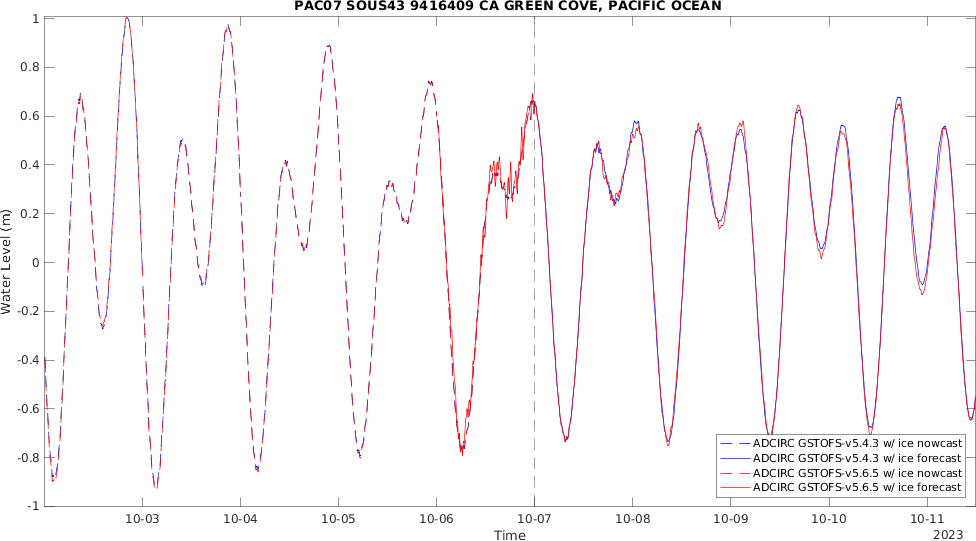 PAC07 SOUS43 9416409 CA GREEN COVE, PACIFIC OCEAN
1
0.8
0.6
0.4
0.2
0
-0.2
-0.4
-0.6
-0.8
-1
Water Level (m)
ADCIRC GSTOFS-v5.4.3 w/ ice nowcast
ADCIRC GSTOFS-v5.4.3 w/ ice forecast
ADCIRC GSTOFS-v5.6.5 w/ ice nowcast
ADCIRC GSTOFS-v5.6.5 w/ ice forecast
10-03 10-04 10-05 10-06 10-07 10-08 10-09 10-10 10-11
Time
2023